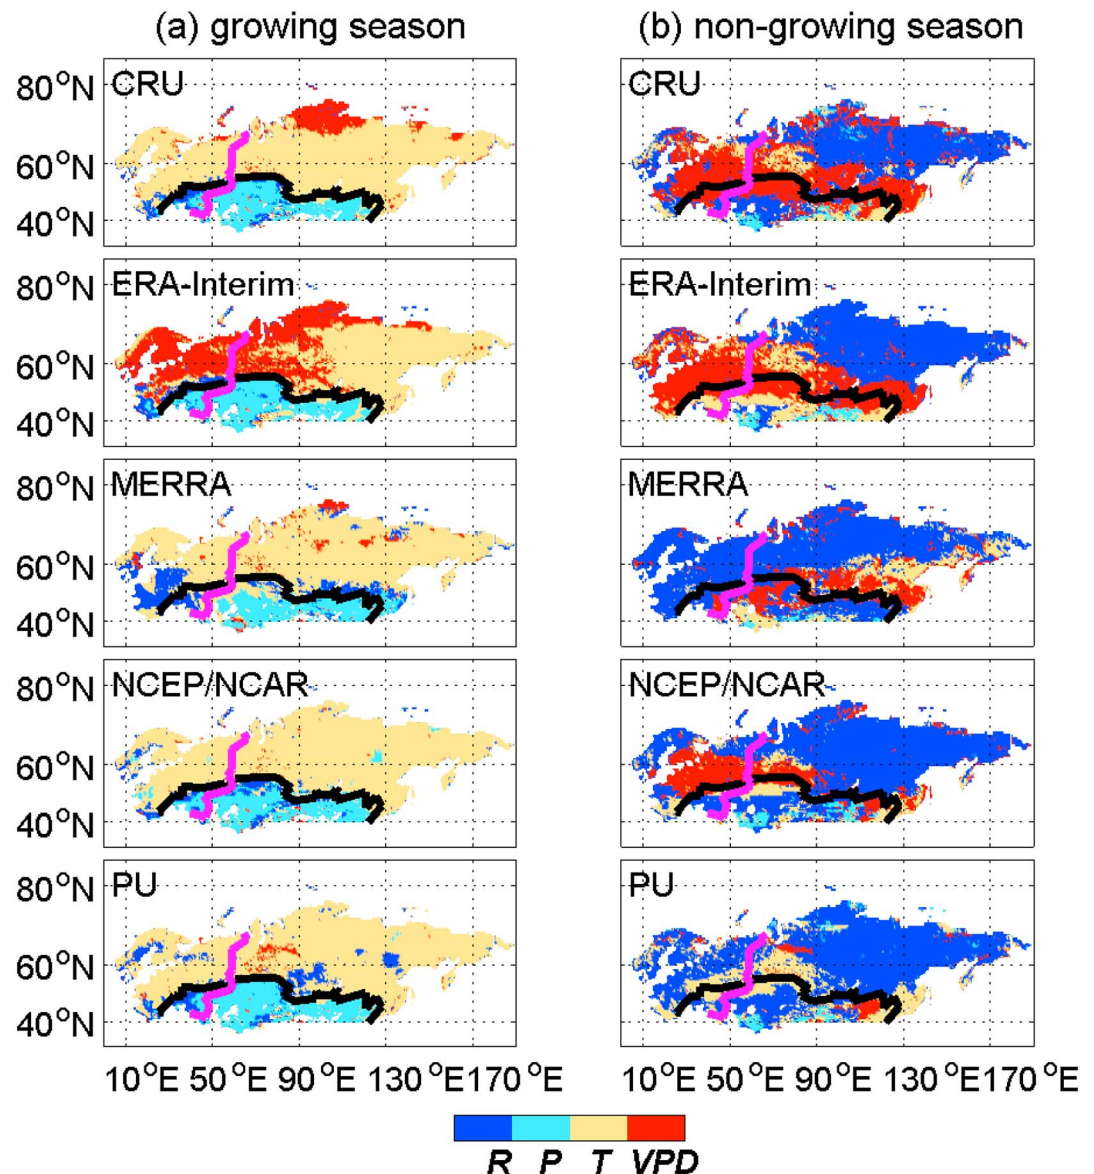 (a) growing season
(b) non-growing season
CRU
CRU
80°N
60°N
40°N
ERA-Interim
ERA-Interim
80°N
60°N
40°N
MERRA
MERRA
80°N
60°N
40°N
NCEP/NCAR
NCEP/NCAR
80°N
60°N
40°N
PU
PU
80°N
60°N
40°N
10°E 50°E 90°E 130°E 170°E
10°E 50°E 90°E 130°E 170°E
R P T VPD